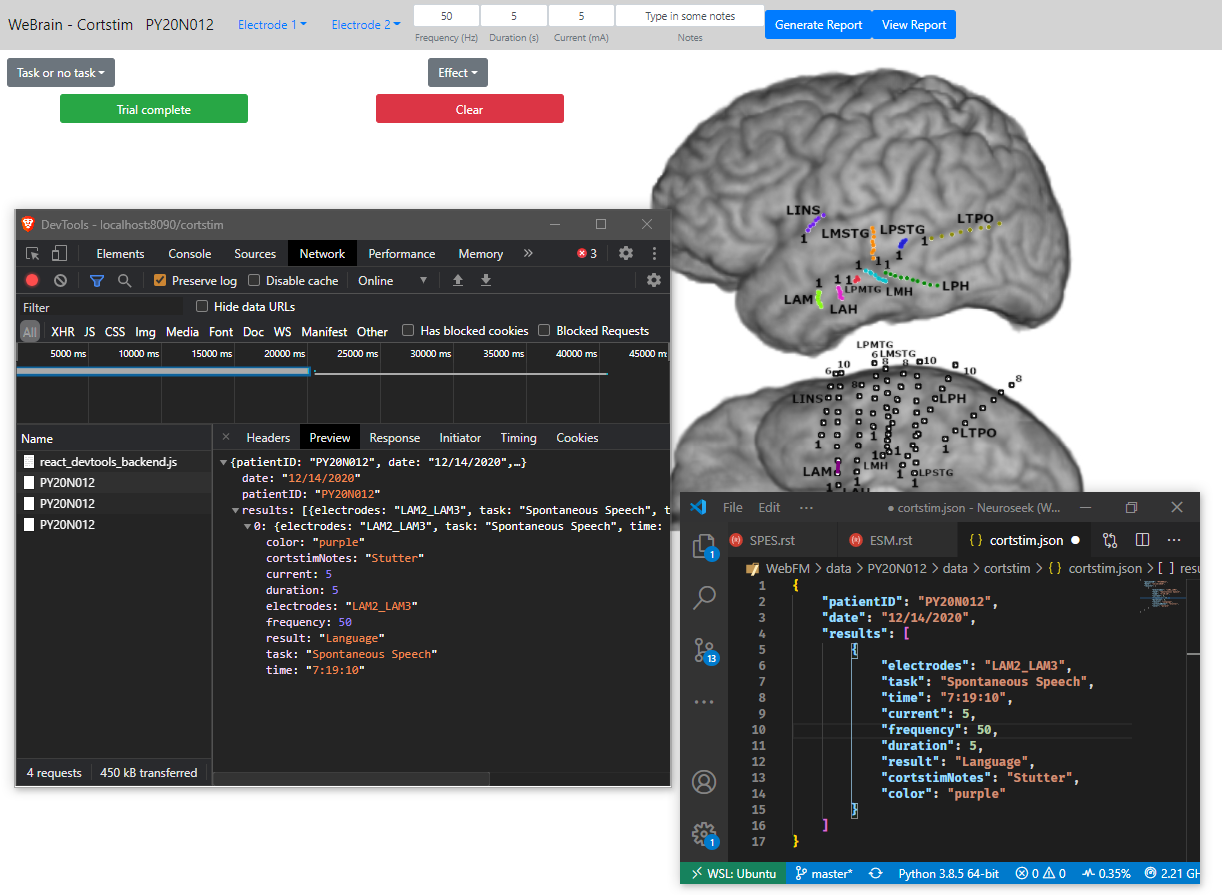 WeBrain - Cortstim PY20N012 Electrode 1 Electrode 2 50 5 5 Type in some notes Generate Report View Report
Frequency (Hz) Duration (s) Current (mA) Notes
Task or no task Effect
Trial complete Clear
LINS
1
LMSTG
LPSTG
1
1
LTPO
1
1
LAM
1
1
LAH
1
LPMTG
LMH
1
LPH
LPMTG
6 LMSTG
6 10 8 8 10 10 8
8
LINS LPH
1 1 1 LTPO
LAM LMH 1 LPSTG
1 1 1
DevTools - localhost:8090/cortstim
Elements Console Sources Network Performance Memory » 3
Preserve log Disable cache Online
Filter Hide data URLs
All XHR JS CSS Img Media Font Doc WS Manifest Other Has blocked cookies Blocked Requests
5000 ms 10000 ms 15000 ms 20000 ms 25000 ms 30000 ms 35000 ms 40000 ms 45000 m
Name × Headers Preview Response Initiator Timing Cookies
react_devtools_backend.js
PY20N012
PY20N012
PY20N012
4 requests 450 kB transferred
{patientID: "PY20N012", date: "12/14/2020",…}
date: "12/14/2020"
patientID: "PY20N012"
results: [{electrodes: "LAM2_LAM3", task: "Spontaneous Speech", t
0: {electrodes: "LAM2_LAM3", task: "Spontaneous Speech", time:
color: "purple"
cortstimNotes: "Stutter"
current: 5
duration: 5
electrodes: "LAM2_LAM3"
frequency: 50
result: "Language"
task: "Spontaneous Speech"
time: "7:19:10"
File Edit ··· ● cortstim.json - Neuroseek (W...
SPES.rst ESM.rst {} cortstim.json ● ···
WebFM > data > PY20N012 > data > cortstim > {} cortstim.json > [ ] resu
1 {
2 "patientID": "PY20N012",
3 "date": "12/14/2020",
4 "results": [
5 {
6 "electrodes": "LAM2_LAM3",
7 "task": "Spontaneous Speech",
8 "time": "7:19:10",
9 "current": 5,
10 "frequency": 50,
11 "duration": 5,
12 "result": "Language",
13 "cortstimNotes": "Stutter",
14 "color": "purple"
15 }
16 ]
17 }
1
13
1
WSL: Ubuntu master* Python 3.8.5 64-bit 0 0 0.35% 2.21 GH